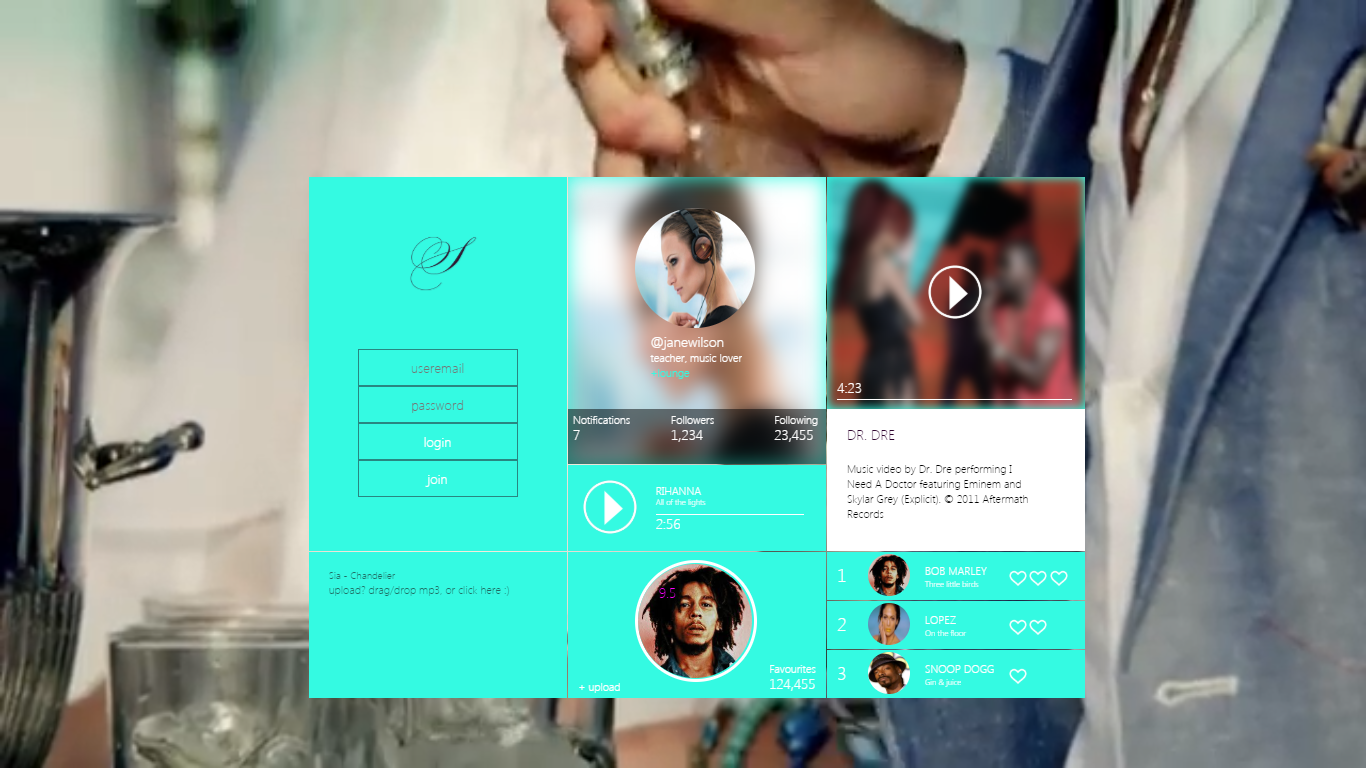 S
useremail
password
login
join
@janewilson
teacher, music lover
Notifications
7
Followers
1,234
Following
23,455
4:23
DR. DRE
Music video by Dr. Dre performing I
Need A Doctor featuring Eminem and
Skylar Grey (Explicit). © 2011 Aftermath
Records
RIHANNA
All of the lights
2:56
Sia - Chandelier
upload? drag/drop mp3, or click here :)
9.5
+ upload
Favourites
124,455
1
BOB MARLEY
Three little birds
2
LOPEZ
On the floor
3
SNOOP DOGG
Gin & juice